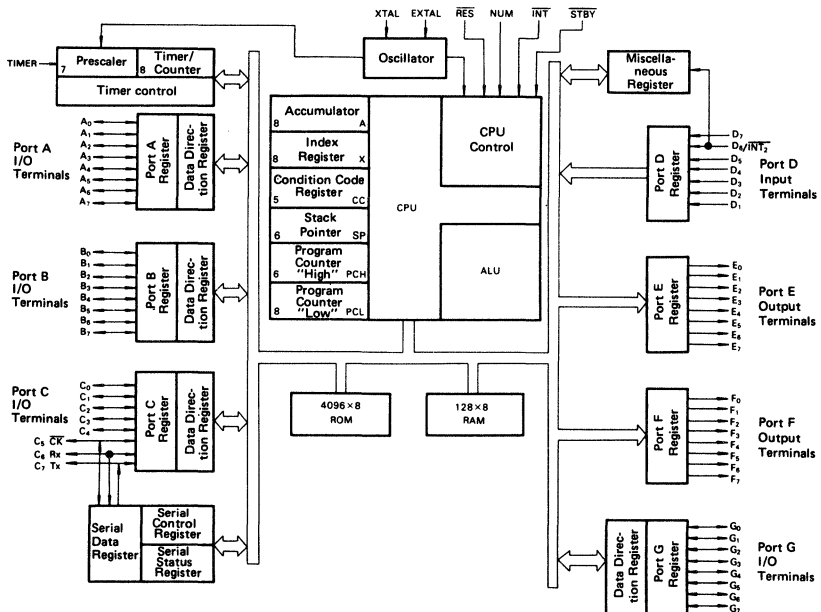 XTAL EXTAL RES NUM INT STBY
Oscillator
TIMER
Prescaler
7
Timer/
Counter
8
Timer control
Miscella-
neous
Register
Port A
I/O
Terminals
A0
A1
A2
A3
A4
A5
A6
A7
Port A
Register
Data Direc-
tion Register
Accumulator
8 A
Index
Register
8 X
Condition Code
Register
5 CC
Stack
Pointer
6 SP
Program
Counter
"High"
6 PCH
Program
Counter
"Low"
8 PCL
CPU
CPU
Control
ALU
Port D
Register
D7
D6/INT2
D5
D4
D3
D2
D1
Port D
Input
Terminals
Port B
I/O
Terminals
B0
B1
B2
B3
B4
B5
B6
B7
Port B
Register
Data Direc-
tion Register
Port E
Register
E0
E1
E2
E3
E4
E5
E6
E7
Port E
Output
Terminals
Port C
I/O
Terminals
C0
C1
C2
C3
C4
C5 CK
C6 Rx
C7 Tx
Port C
Register
Data Direc-
tion Register
4096×8
ROM
128×8
RAM
Port F
Register
F0
F1
F2
F3
F4
F5
F6
F7
Port F
Output
Terminals
Serial
Data
Register
Serial
Control
Register
Serial
Status
Register
Data Direc-
tion Register
Port G
Register
G0
G1
G2
G3
G4
G5
G6
G7
Port G
I/O
Terminals